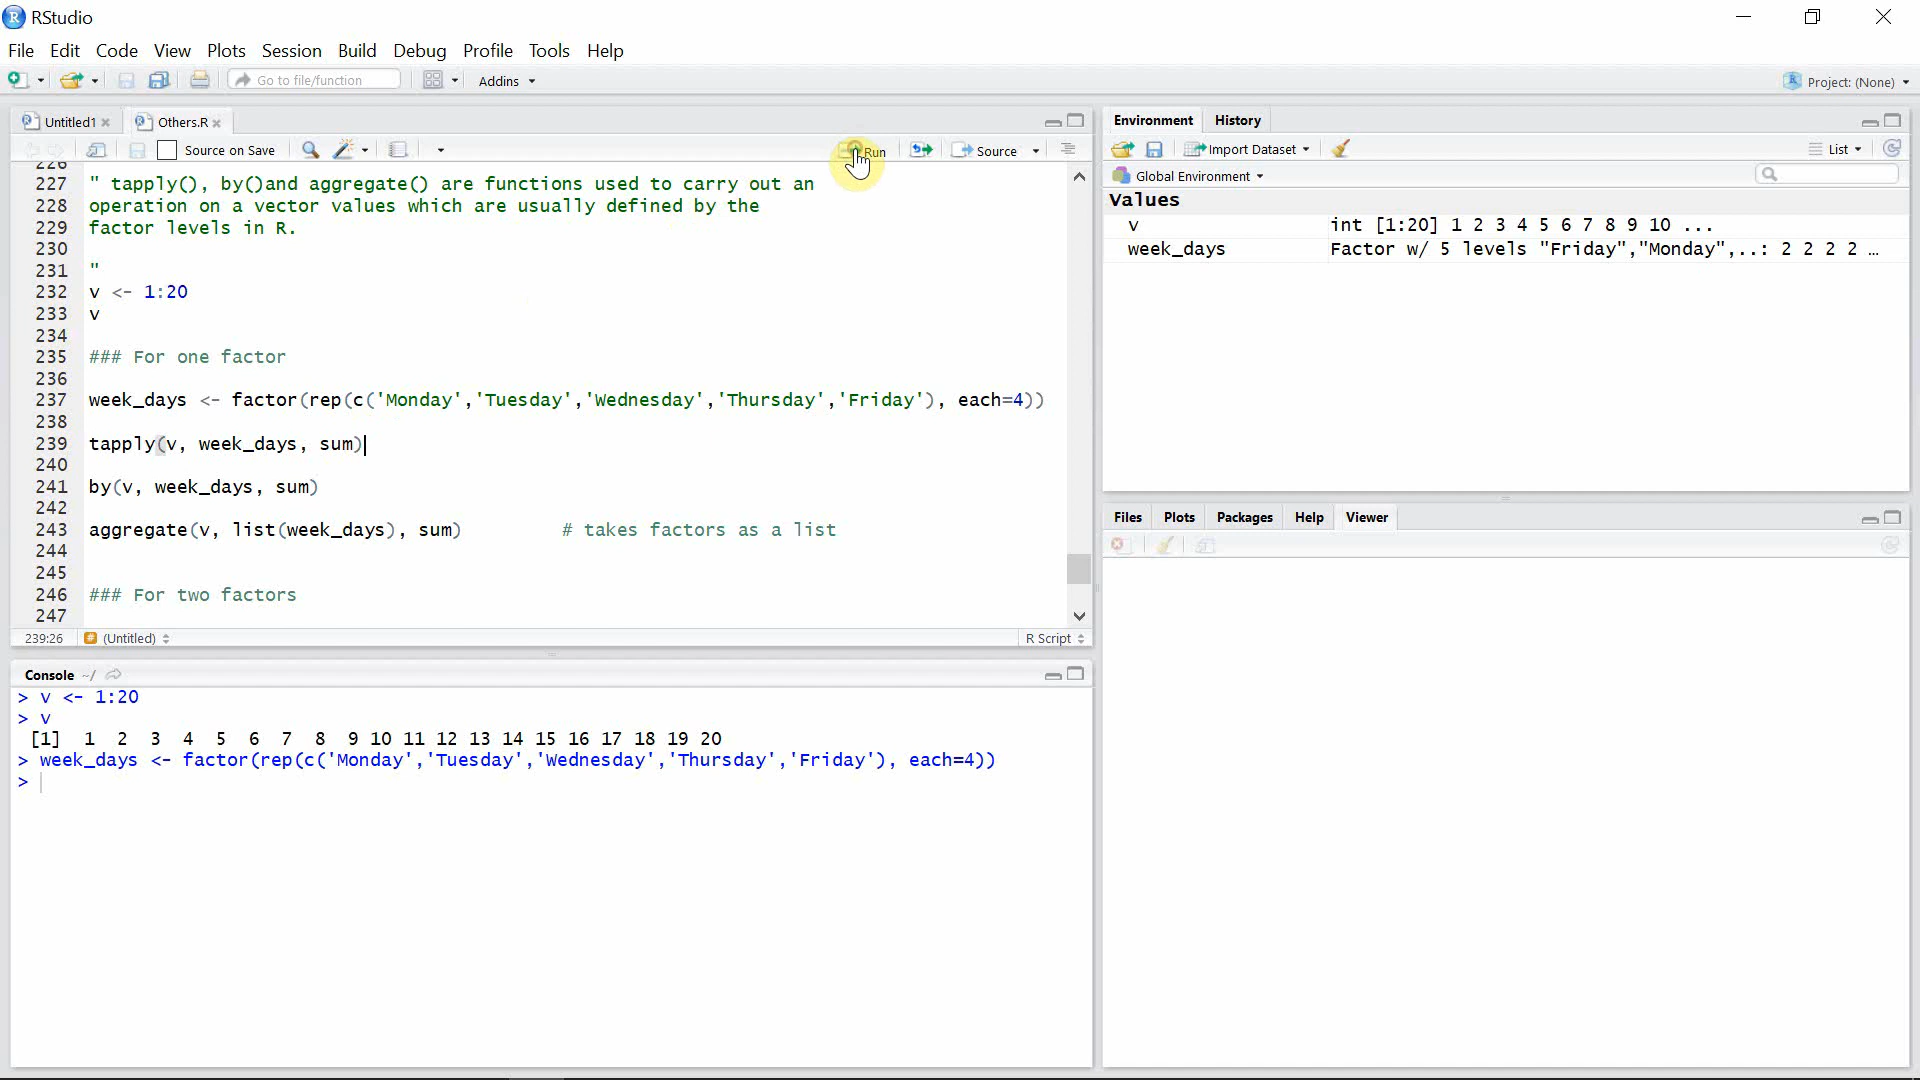 RStudio
File Edit Code View Plots Session Build Debug Profile Tools Help
Go to file/function Addins Project: (None)
Untitled1 Others.R
Source on Save Run Source
226
227 " tapply(), by()and aggregate() are functions used to carry out an
228 operation on a vector values which are usually defined by the
229 factor levels in R.
230
231 "
232 v <- 1:20
233 v
234
235 ### For one factor
236
237 week_days <- factor(rep(c('Monday','Tuesday','Wednesday','Thursday','Friday'), each=4))
238
239 tapply(v, week_days, sum)
240
241 by(v, week_days, sum)
242
243 aggregate(v, list(week_days), sum) # takes factors as a list
244
245
246 ### For two factors
247
239:26 (Untitled) R Script
Console ~/
> v <- 1:20
> v
[1] 1 2 3 4 5 6 7 8 9 10 11 12 13 14 15 16 17 18 19 20
> week_days <- factor(rep(c('Monday','Tuesday','Wednesday','Thursday','Friday'), each=4))
>
Environment History
Import Dataset List
Global Environment
Values
v int [1:20] 1 2 3 4 5 6 7 8 9 10 ...
week_days Factor w/ 5 levels "Friday","Monday",..: 2 2 2 2 …
Files Plots Packages Help Viewer